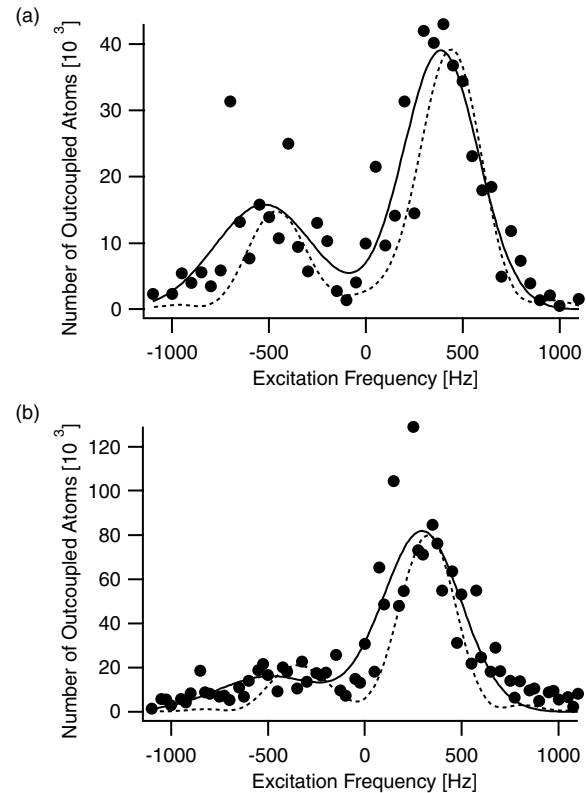 (a)
Number of Outcoupled Atoms [10 3]
40
30
20
10
0
-1000 -500 0 500 1000
Excitation Frequency [Hz]
(b)
Number of Outcoupled Atoms [10 3]
120
100
80
60
40
20
0
-1000 -500 0 500 1000
Excitation Frequency [Hz]